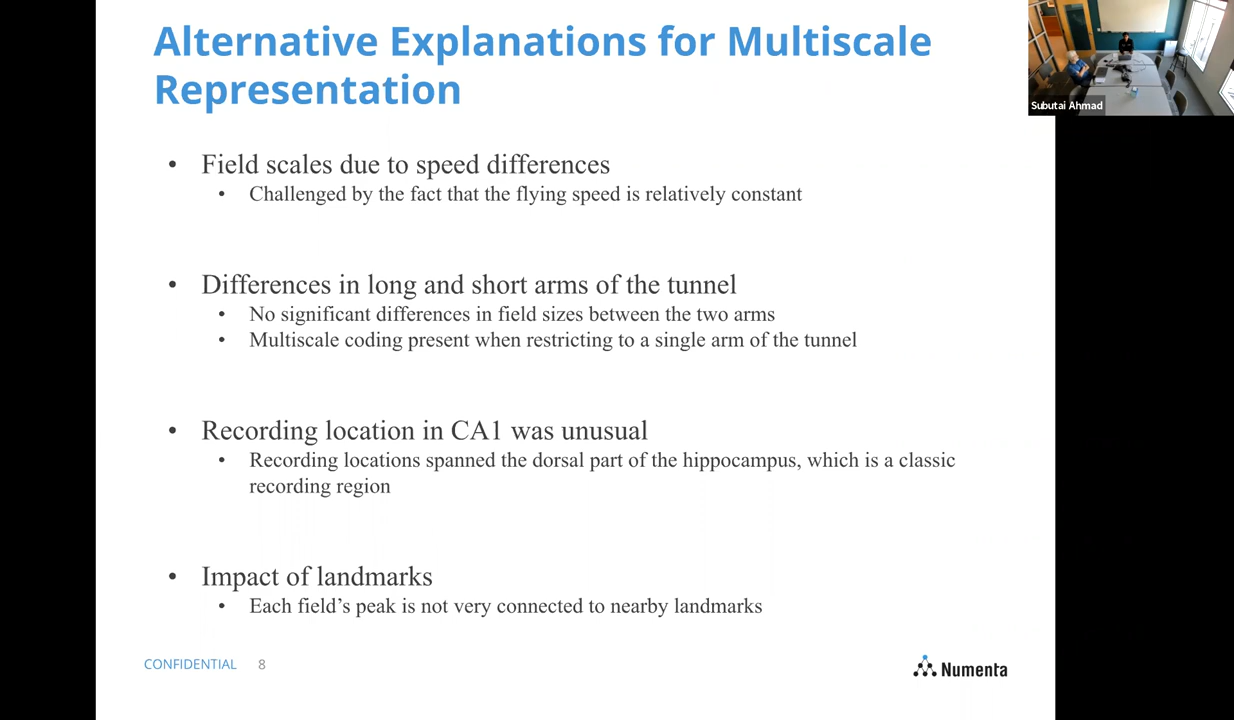 Alternative Explanations for Multiscale
Representation
Subutai Ahmad
• Field scales due to speed differences
• Challenged by the fact that the flying speed is relatively constant
• Differences in long and short arms of the tunnel
• No significant differences in field sizes between the two arms
• Multiscale coding present when restricting to a single arm of the tunnel
• Recording location in CA1 was unusual
• Recording locations spanned the dorsal part of the hippocampus, which is a classic
recording region
• Impact of landmarks
• Each field’s peak is not very connected to nearby landmarks
CONFIDENTIAL 8
Numenta